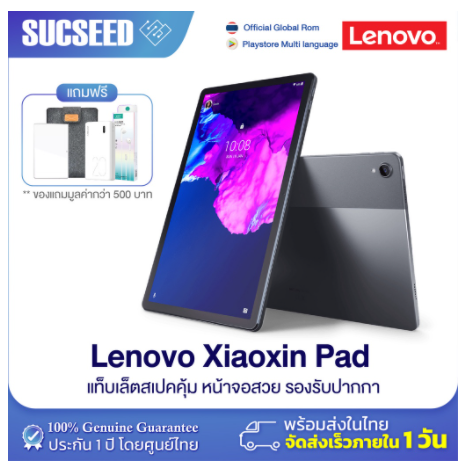 SUCSEED
Official Global Rom
Playstore Multi language
Lenovo
แถมฟรี
** ของแถมมูลค่ากว่า 500 บาท
10:08
Lenovo Xiaoxin Pad
แท็บเล็ตสเปคคุ้ม หน้าจอสวย รองรับปากกา
100% Genuine Guarantee
ประกัน 1 ปี โดยศูนย์ไทย
พร้อมส่งในไทย
จัดส่งเร็วภายใน 1 วัน